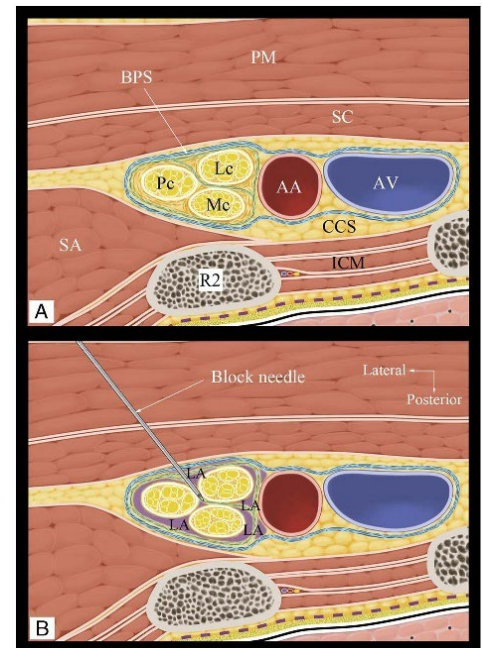 PM
BPS
SC
Lc
Pc
AA
AV
Mc
CCS
SA
ICM
R2
A
Block needle
Lateral
Posterior
LA
LA
LA
LA
B